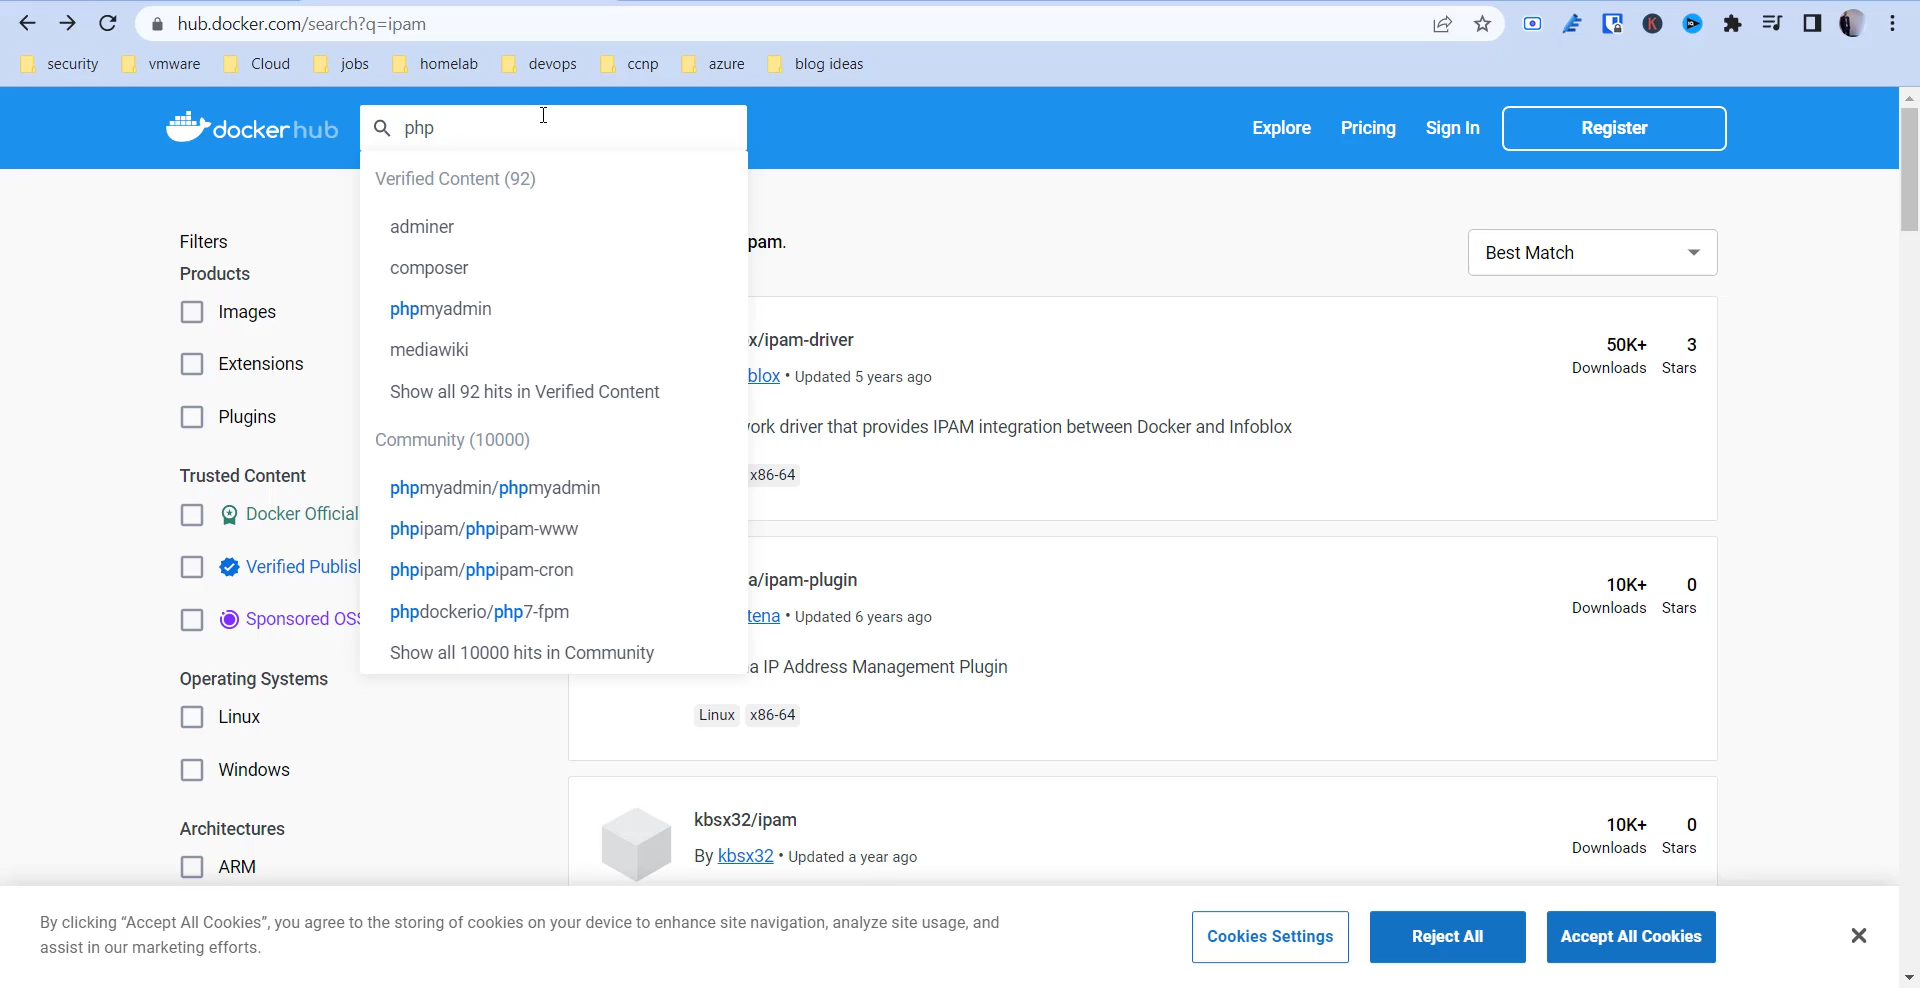 hub.docker.com/search?q=ipam
security vmware Cloud jobs homelab devops ccnp azure blog ideas
docker hub
php
Explore Pricing Sign In Register
Verified Content (92)
adminer
composer
phpmyadmin
mediawiki
Show all 92 hits in Verified Content
Community (10000)
phpmyadmin/phpmyadmin
phpipam/phpipam-www
phpipam/phpipam-cron
phpdockerio/php7-fpm
Show all 10000 hits in Community
Filters
Products
Images
Extensions
Plugins
Trusted Content
Docker Official
Verified Publish
Sponsored OSS
Operating Systems
Linux
Windows
Architectures
ARM
pam.
Best Match
x/ipam-driver
blox • Updated 5 years ago
50K+ 3
Downloads Stars
ork driver that provides IPAM integration between Docker and Infoblox
x86-64
a/ipam-plugin
tena • Updated 6 years ago
10K+ 0
Downloads Stars
a IP Address Management Plugin
Linux x86-64
kbsx32/ipam
By kbsx32 • Updated a year ago
10K+ 0
Downloads Stars
By clicking “Accept All Cookies”, you agree to the storing of cookies on your device to enhance site navigation, analyze site usage, and
assist in our marketing efforts.
Cookies Settings
Reject All
Accept All Cookies